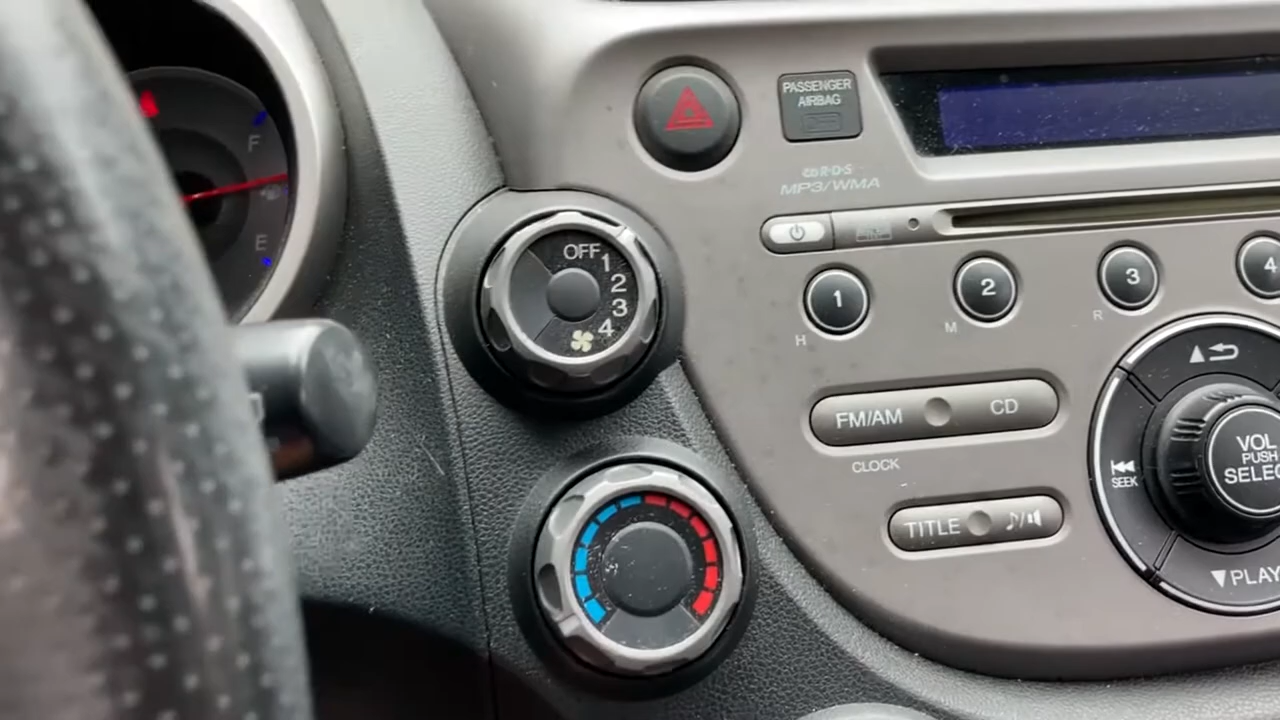 PASSENGER
AIRBAG
F
E
R·D·S
MP3/WMA
OFF
1
2
3
4
1
2
3
4
H
M
R
FM/AM
CD
CLOCK
VOL
PUSH
SELEC
SEEK
TITLE
PLAY